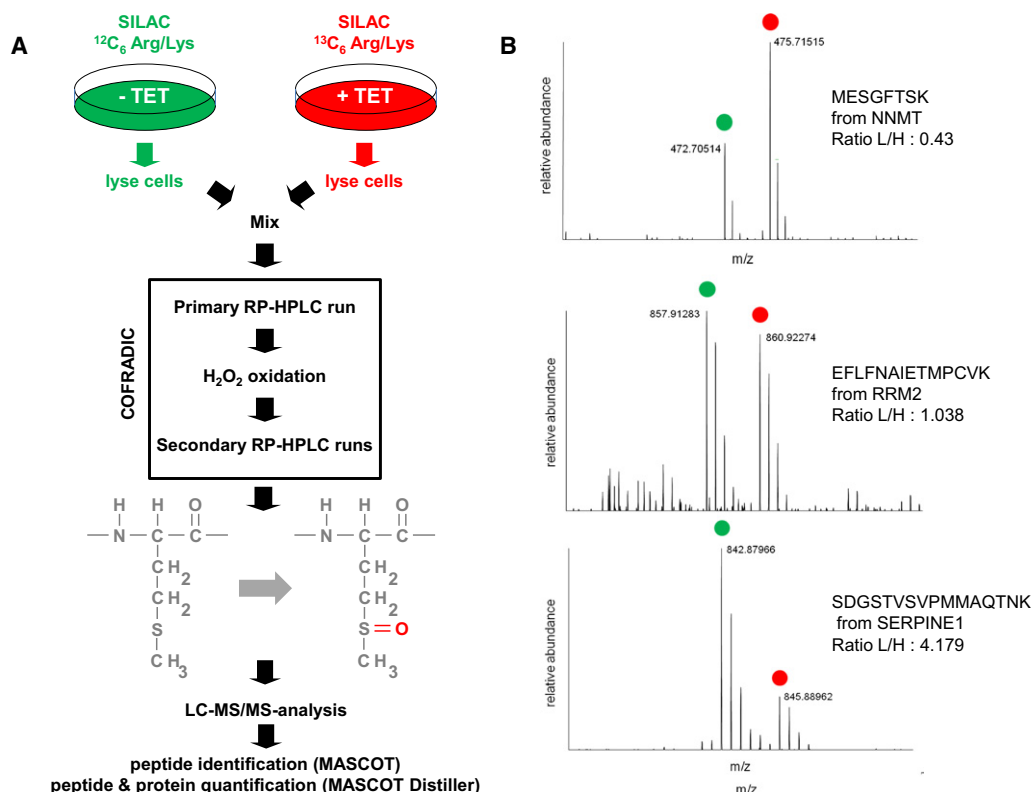 A
SILAC
¹²C₆ Arg/Lys
SILAC
¹³C₆ Arg/Lys
- TET
+ TET
lyse cells
lyse cells
Mix
COFRADIC
Primary RP-HPLC run
H₂O₂ oxidation
Secondary RP-HPLC runs
H H O
N C C
CH₂
CH₂
S
CH₃
H H O
N C C
CH₂
CH₂
S=O
CH₃
LC-MS/MS-analysis
peptide identification (MASCOT)
peptide & protein quantification (MASCOT Distiller)
B
475.71515
472.70514
relative abundance
m/z
MESGFTSK
from NNMT
Ratio L/H : 0.43
857.91283
860.92274
relative abundance
EFLFNAIETMPCVK
from RRM2
Ratio L/H : 1.038
842.87966
845.88962
relative abundance
m/z
m/z
SDGSTVSVPMMAQTNK
from SERPINE1
Ratio L/H : 4.179